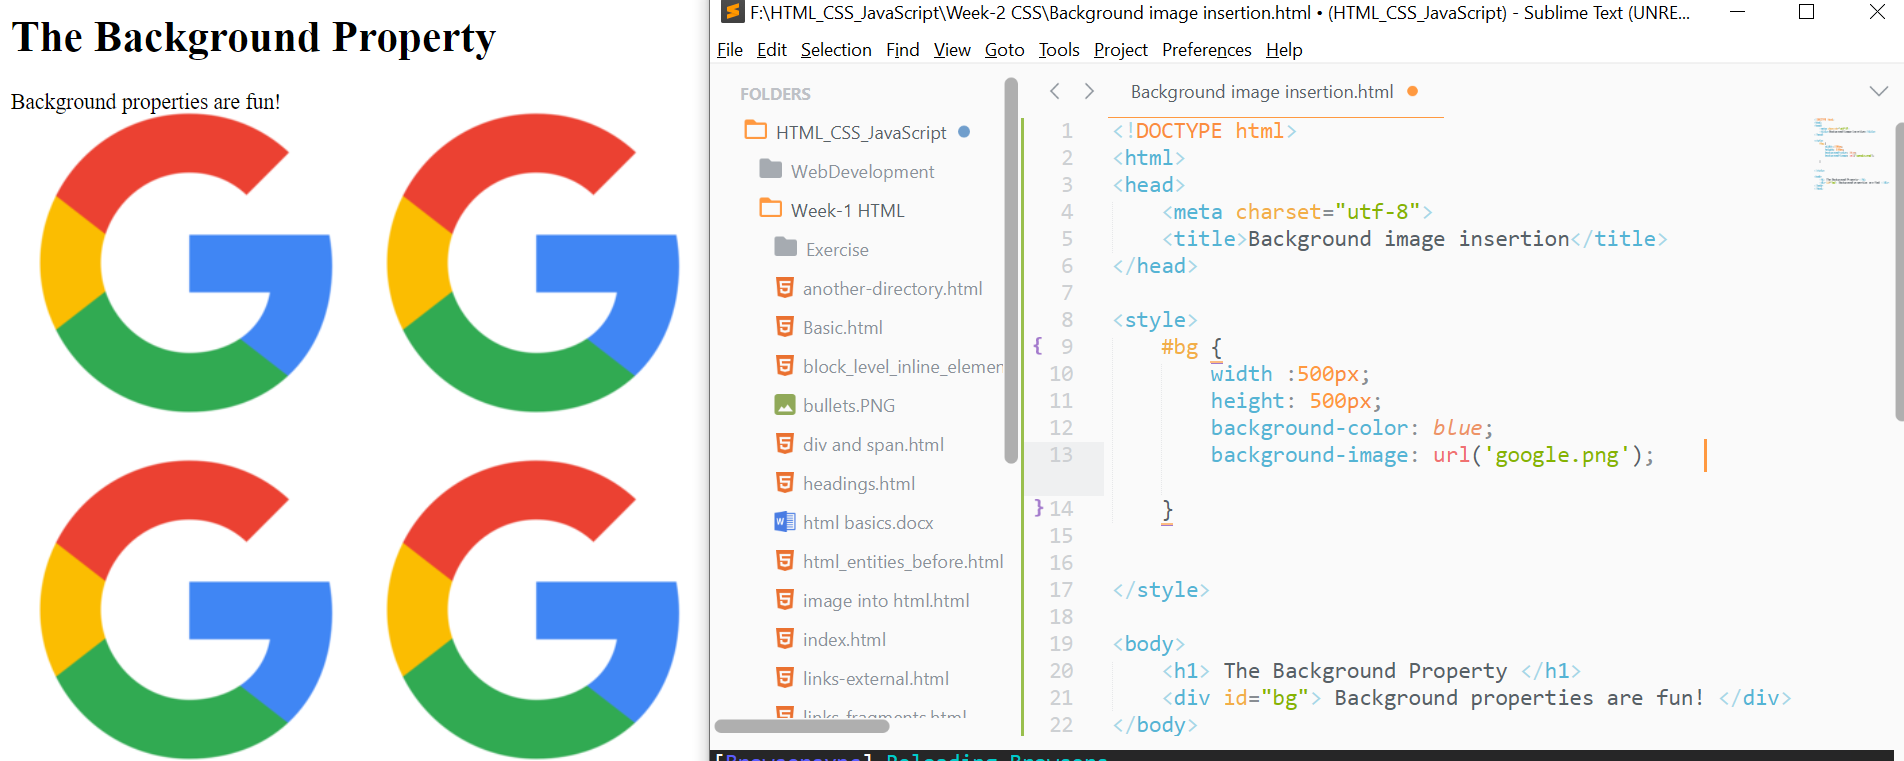 The Background Property
Background properties are fun!
F:\HTML_CSS_JavaScript\Week-2 CSS\Background image insertion.html • (HTML_CSS_JavaScript) - Sublime Text (UNRE...
File Edit Selection Find View Goto Tools Project Preferences Help
FOLDERS
HTML_CSS_JavaScript
WebDevelopment
Week-1 HTML
Exercise
another-directory.html
Basic.html
block_level_inline_elemen
bullets.PNG
div and span.html
headings.html
html basics.docx
html_entities_before.html
image into html.html
index.html
links-external.html
links-fragments.html
Background image insertion.html
1 <!DOCTYPE html>
2 <html>
3 <head>
4 <meta charset="utf-8">
5 <title>Background image insertion</title>
6 </head>
7
8 <style>
{ 9 #bg {
10 width :500px;
11 height: 500px;
12 background-color: blue;
13 background-image: url('google.png');
} 14 }
15
16
17 </style>
18
19 <body>
20 <h1> The Background Property </h1>
21 <div id="bg"> Background properties are fun! </div>
22 </body>
[Browsersync] Reloading Browsers